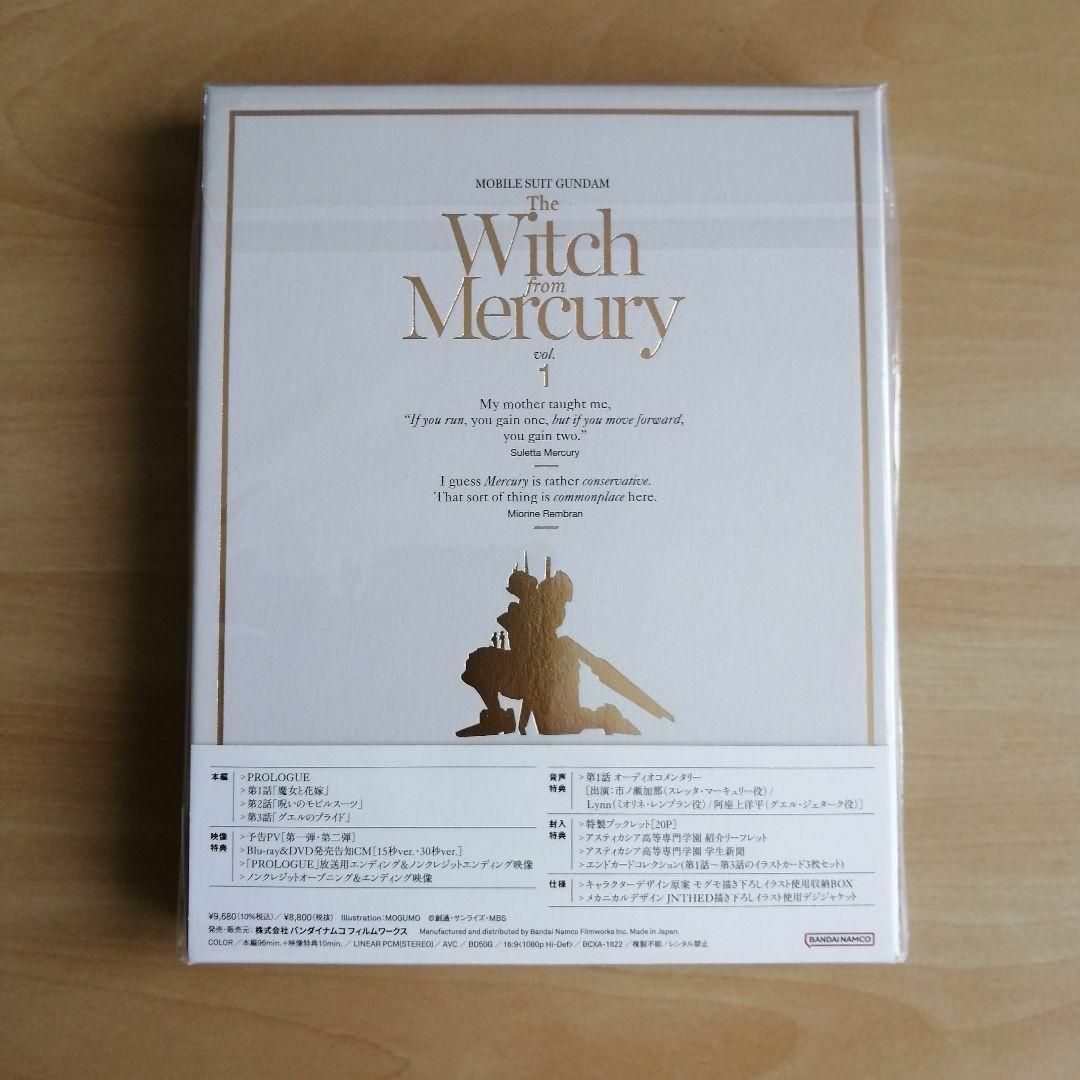 MOBILE SUIT GUNDAM
The
Witch
from
Mercury
vol.
1
My mother taught me,
“If you run, you gain one, but if you move forward,
you gain two.”
Suletta Mercury
I guess Mercury is rather conservative.
That sort of thing is commonplace here.
Miorine Rembran
本編
>PROLOGUE
>第1話「魔女と花嫁」
>第2話「呪いのモビルスーツ」
>第3話「グエルのプライド」
映像
特典
>予告PV[第一弾・第二弾]
>Blu-ray&DVD発売告知CM[15秒ver.・30秒ver.]
>「PROLOGUE」放送用エンディング&ノンクレジットエンディング映像
>ノンクレジットオープニング&エンディング映像
音声
特典
>第1話 オーディオコメンタリー
[出演:市ノ瀬加那(スレッタ・マーキュリー役)/
Lynn(ミオリネ・レンブラン役)/阿座上洋平(グエル・ジェターク役)]
封入
特典
>特製ブックレット[20P]
>アスティカシア高等専門学園 紹介リーフレット
>アスティカシア高等専門学園 学生新聞
>エンドカードコレクション(第1話〜第3話のイラストカード3枚セット)
仕様
>キャラクターデザイン原案 モグモ描き下ろしイラスト使用収納BOX
>メカニカルデザイン JNTHED描き下ろしイラスト使用デジジャケット
¥9,680(10%税込)/ ¥8,800(税抜) Illustration:MOGUMO ©創通・サンライズ・MBS
発売・販売元: 株式会社 バンダイナムコフィルムワークス Manufactured and distributed by Bandai Namco Filmworks Inc. Made in Japan.
COLOR / 本編96min.+映像特典10min. / LINEAR PCM(STEREO) / AVC / BD50G / 16:9(1080p Hi-Def) / BCXA-1822 / 複製不能 / レンタル禁止
BANDAI NAMCO